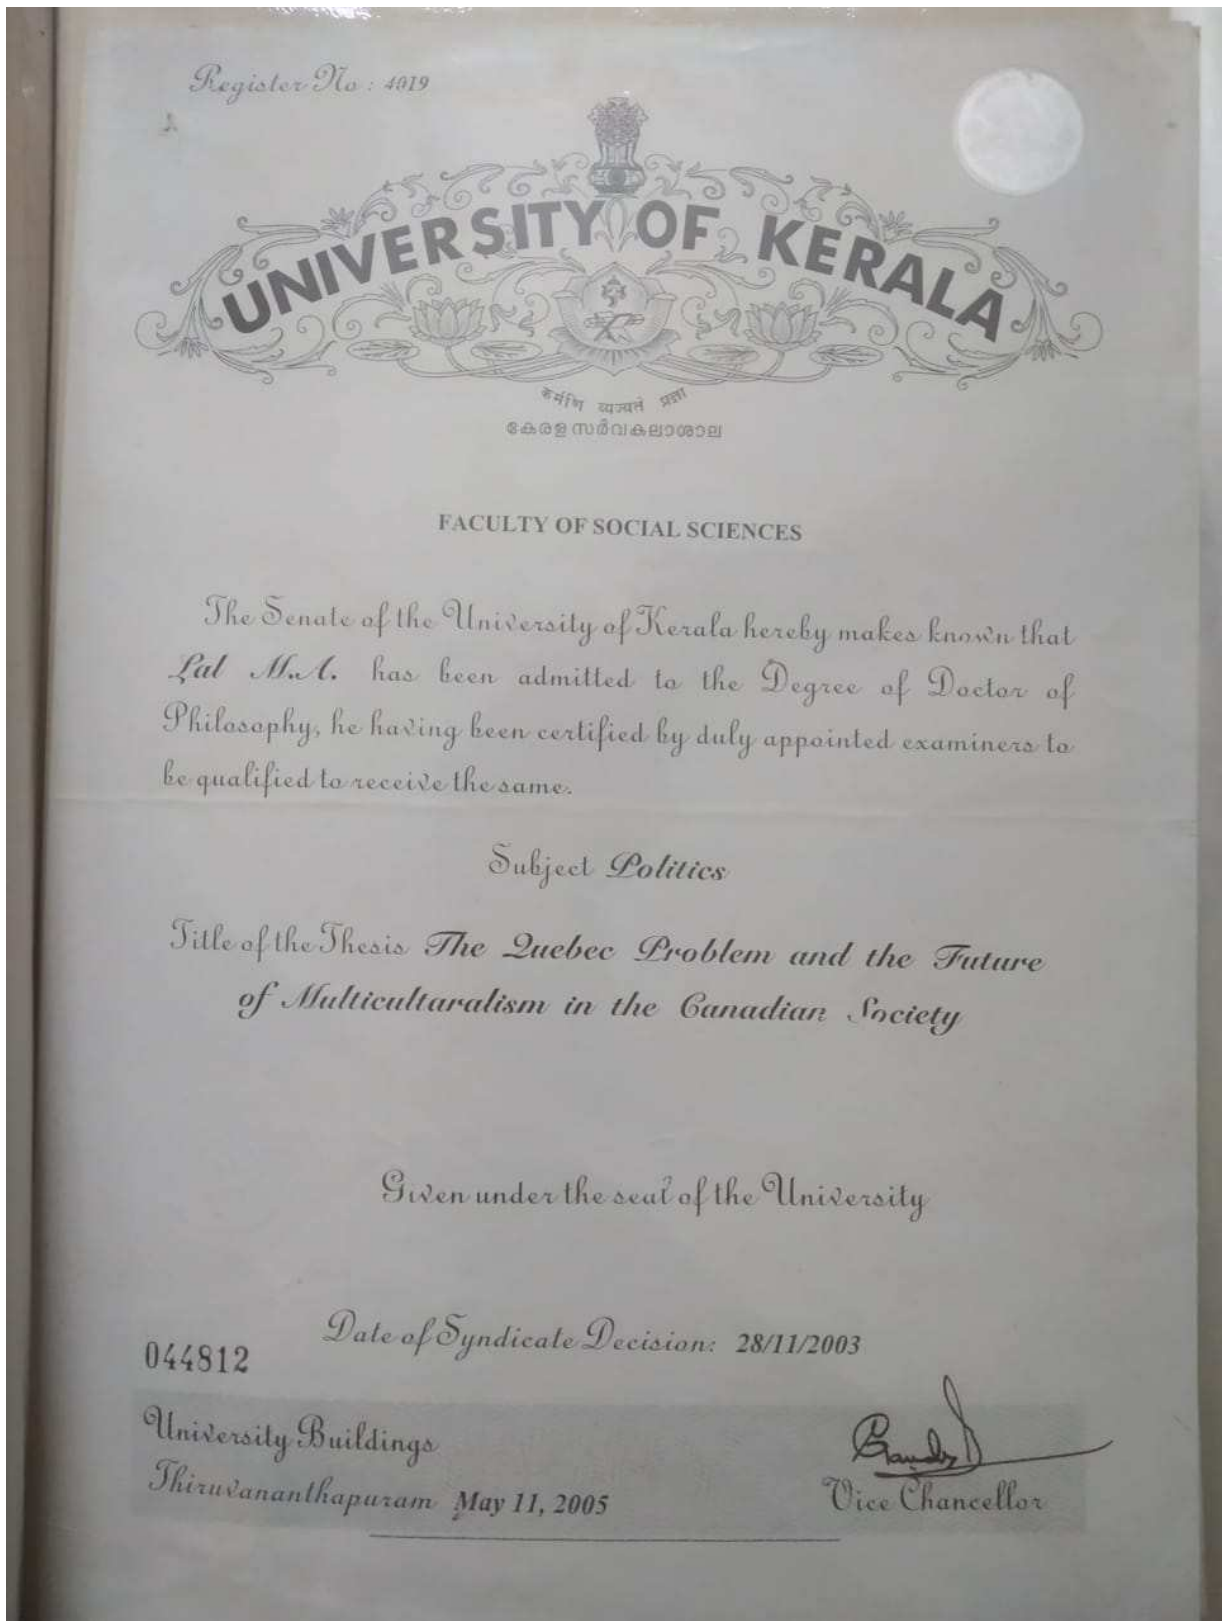 Register No : 4019
UNIVERSITY OF KERALA
कर्मणि व्यज्यते प्रज्ञा
കേരള സർവകലാശാല
FACULTY OF SOCIAL SCIENCES
The Senate of the University of Kerala hereby makes known that
Lal M.A. has been admitted to the Degree of Doctor of
Philosophy, he having been certified by duly appointed examiners to
be qualified to receive the same.
Subject Politics
Title of the Thesis The Quebec Problem and the Future
of Multicultaralism in the Canadian Society
Given under the seal of the University
Date of Syndicate Decision: 28/11/2003
044812
University Buildings
Thiruvananthapuram May 11, 2005
Vice Chancellor